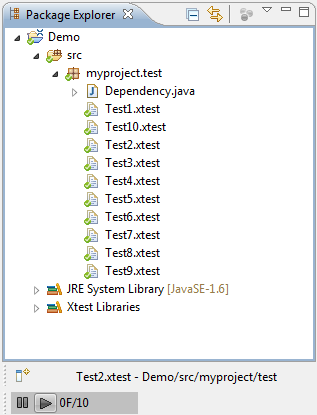 Package Explorer
Demo
src
myproject.test
Dependency.java
Test1.xtest
Test10.xtest
Test2.xtest
Test3.xtest
Test4.xtest
Test5.xtest
Test6.xtest
Test7.xtest
Test8.xtest
Test9.xtest
JRE System Library [JavaSE-1.6]
Xtest Libraries
Test2.xtest - Demo/src/myproject/test
0F/10